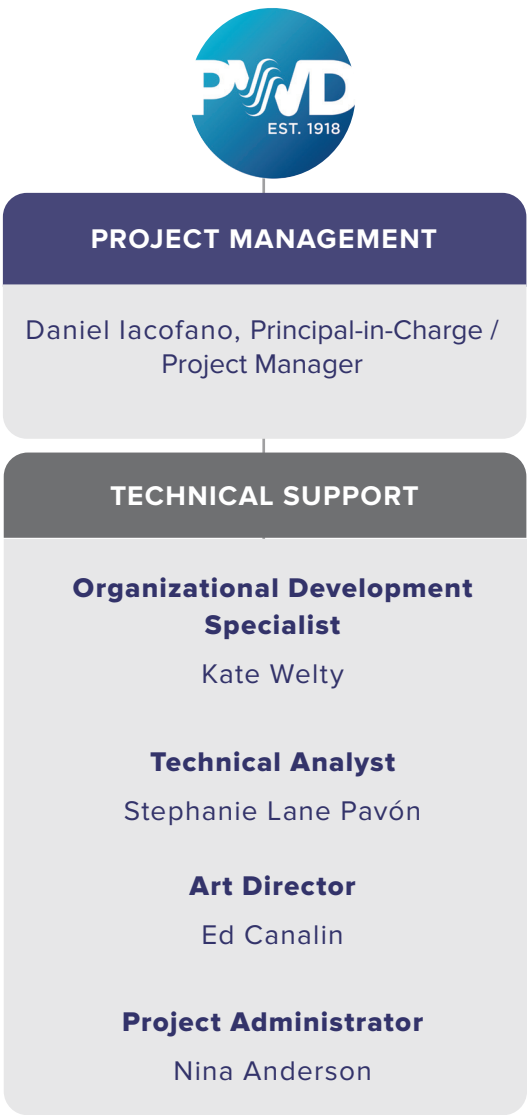 PWD
EST. 1918
PROJECT MANAGEMENT
Daniel Iacofano, Principal-in-Charge /
Project Manager
TECHNICAL SUPPORT
Organizational Development
Specialist
Kate Welty
Technical Analyst
Stephanie Lane Pavón
Art Director
Ed Canalin
Project Administrator
Nina Anderson